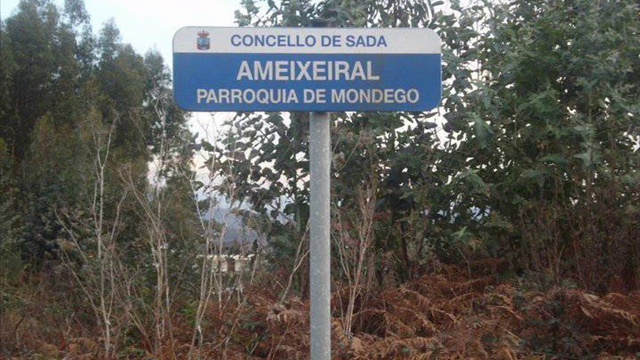 CONCELLO DE SADA
AMEIXEIRAL
PARROQUIA DE MONDEGO